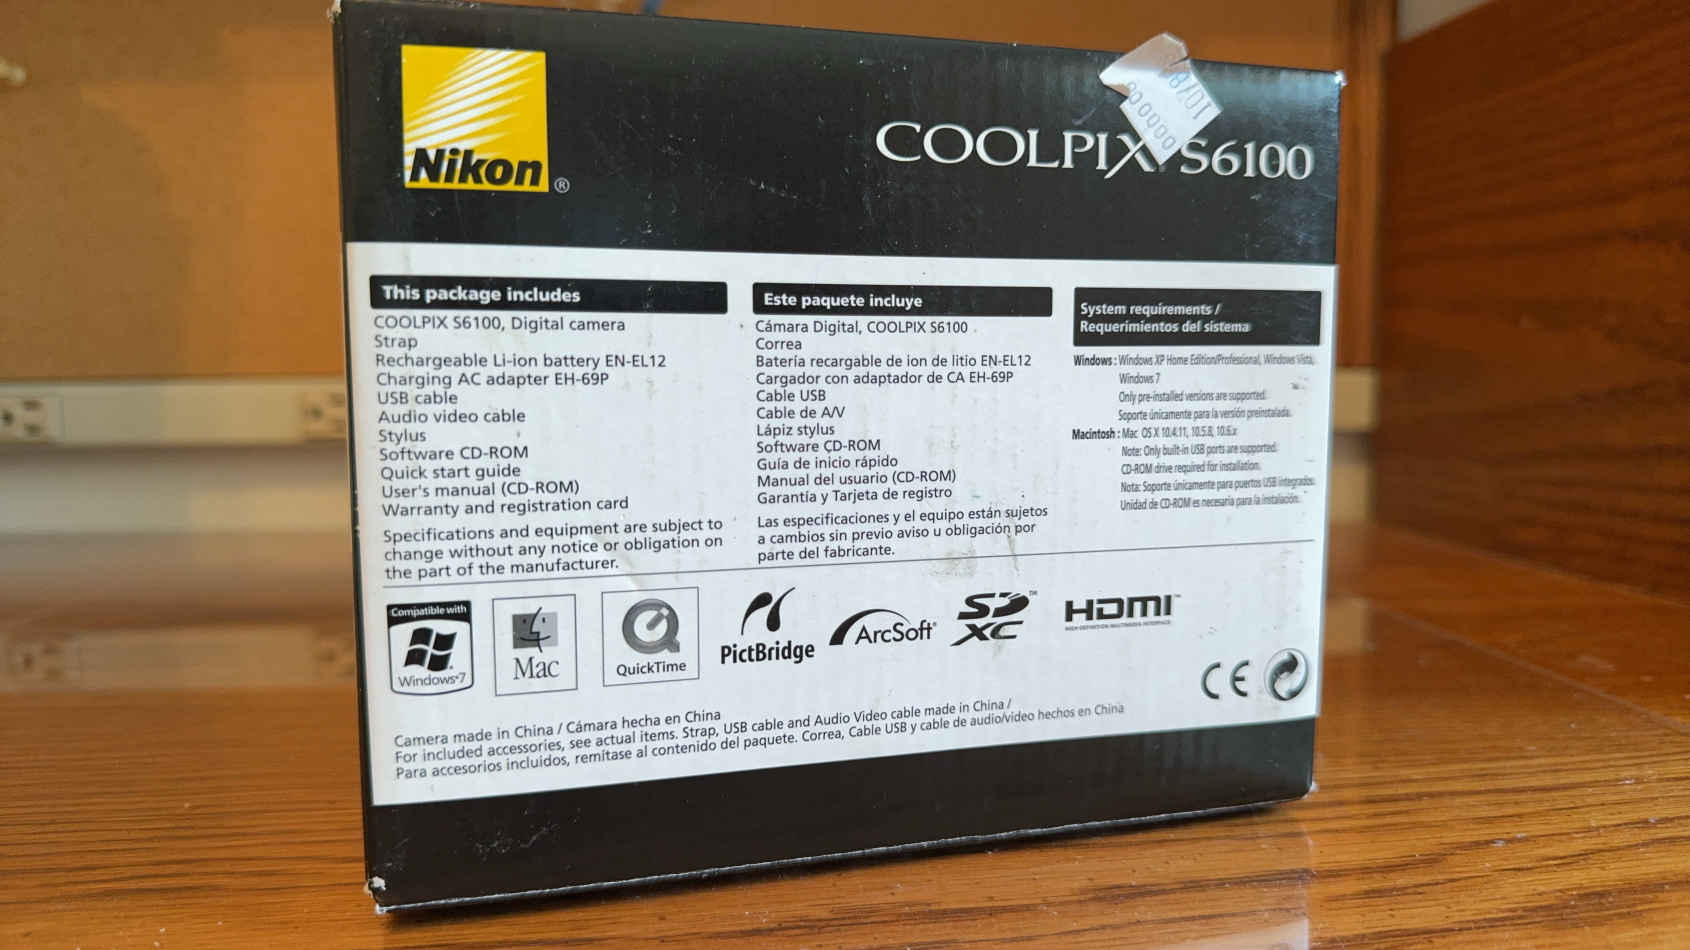 Nikon ®
COOLPIX S6100
10/8
000000
This package includes
COOLPIX S6100, Digital camera
Strap
Rechargeable Li-ion battery EN-EL12
Charging AC adapter EH-69P
USB cable
Audio video cable
Stylus
Software CD-ROM
Quick start guide
User's manual (CD-ROM)
Warranty and registration card
Specifications and equipment are subject to
change without any notice or obligation on
the part of the manufacturer.
Este paquete incluye
Cámara Digital, COOLPIX S6100
Correa
Batería recargable de ion de litio EN-EL12
Cargador con adaptador de CA EH-69P
Cable USB
Cable de A/V
Lápiz stylus
Software CD-ROM
Guía de inicio rápido
Manual del usuario (CD-ROM)
Garantía y Tarjeta de registro
Las especificaciones y el equipo están sujetos
a cambios sin previo aviso u obligación por
parte del fabricante.
System requirements /
Requerimientos del sistema
Windows : Windows XP Home Edition/Professional, Windows Vista,
Windows 7
Only pre-installed versions are supported.
Soporte únicamente para la versión preinstalada.
Macintosh : Mac OS X 10.4.11, 10.5.8, 10.6.x
Note: Only built-in USB ports are supported.
CD-ROM drive required for installation.
Nota: Soporte únicamente para puertos USB integrados.
Unidad de CD-ROM es necesaria para la instalación.
Compatible with
Windows®7
Mac
QuickTime
PictBridge
ArcSoft®
SD XC™
HDMI™
HIGH-DEFINITION MULTIMEDIA INTERFACE
CE
Camera made in China / Cámara hecha en China
For included accessories, see actual items. Strap, USB cable and Audio Video cable made in China /
Para accesorios incluidos, remítase al contenido del paquete. Correa, Cable USB y cable de audio/video hechos en China